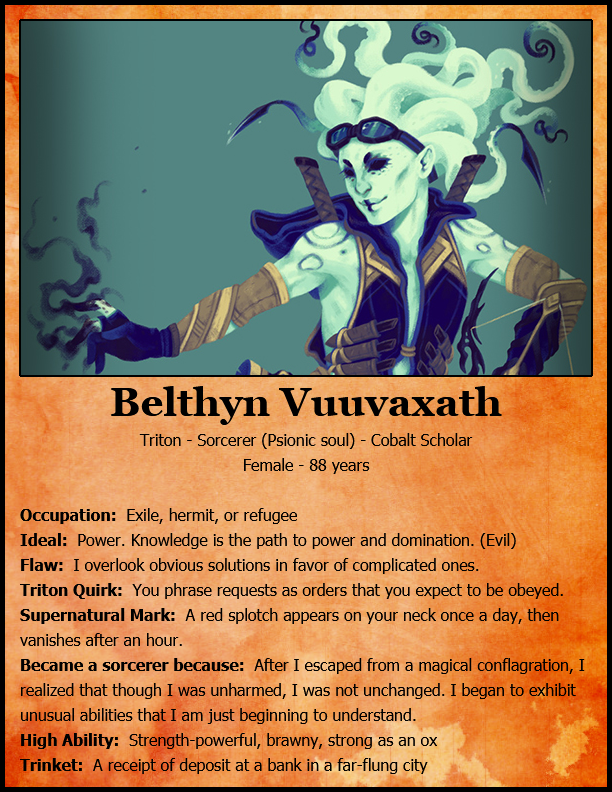 Belthyn Vuuvaxath
Triton - Sorcerer (Psionic soul) - Cobalt Scholar
Female - 88 years
Occupation: Exile, hermit, or refugee
Ideal: Power. Knowledge is the path to power and domination. (Evil)
Flaw: I overlook obvious solutions in favor of complicated ones.
Triton Quirk: You phrase requests as orders that you expect to be obeyed.
Supernatural Mark: A red splotch appears on your neck once a day, then
vanishes after an hour.
Became a sorcerer because: After I escaped from a magical conflagration, I
realized that though I was unharmed, I was not unchanged. I began to exhibit
unusual abilities that I am just beginning to understand.
High Ability: Strength-powerful, brawny, strong as an ox
Trinket: A receipt of deposit at a bank in a far-flung city